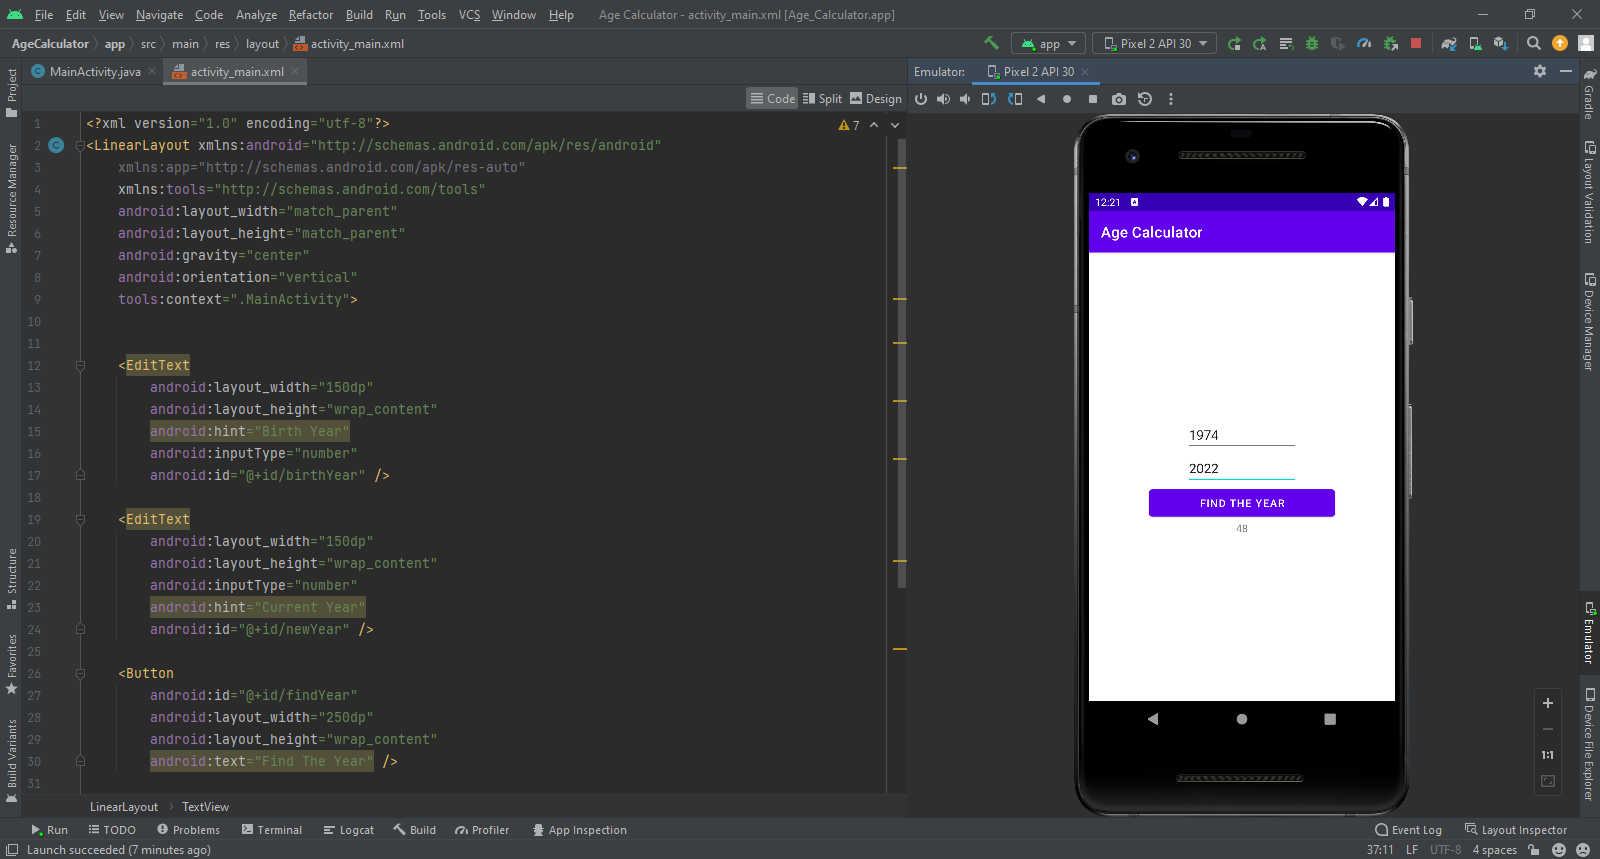 File Edit View Navigate Code Analyze Refactor Build Run Tools VCS Window Help Age Calculator - activity_main.xml [Age_Calculator.app]
AgeCalculator app src main res layout activity_main.xml app Pixel 2 API 30
MainActivity.java activity_main.xml
Code Split Design
7
1 <?xml version="1.0" encoding="utf-8"?>
2 <LinearLayout xmlns:android="http://schemas.android.com/apk/res/android"
3 xmlns:app="http://schemas.android.com/apk/res-auto"
4 xmlns:tools="http://schemas.android.com/tools"
5 android:layout_width="match_parent"
6 android:layout_height="match_parent"
7 android:gravity="center"
8 android:orientation="vertical"
9 tools:context=".MainActivity">
10
11
12 <EditText
13 android:layout_width="150dp"
14 android:layout_height="wrap_content"
15 android:hint="Birth Year"
16 android:inputType="number"
17 android:id="@+id/birthYear" />
18
19 <EditText
20 android:layout_width="150dp"
21 android:layout_height="wrap_content"
22 android:inputType="number"
23 android:hint="Current Year"
24 android:id="@+id/newYear" />
25
26 <Button
27 android:id="@+id/findYear"
28 android:layout_width="250dp"
29 android:layout_height="wrap_content"
30 android:text="Find The Year" />
31
LinearLayout TextView
Project
Resource Manager
Structure
Favorites
Build Variants
Emulator: Pixel 2 API 30
12:21
Age Calculator
1974
2022
FIND THE YEAR
48
1:1
Gradle
Layout Validation
Device Manager
Emulator
Device File Explorer
Run TODO Problems Terminal Logcat Build Profiler App Inspection Event Log Layout Inspector
Launch succeeded (7 minutes ago) 37:11 LF UTF-8 4 spaces